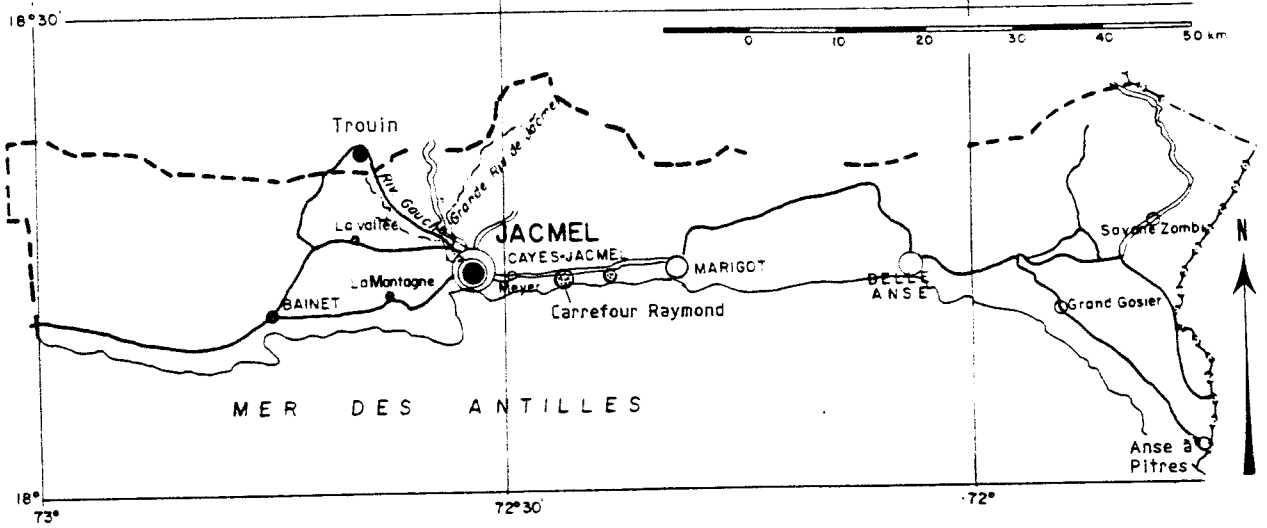 18°30'
0 10 20 30 40 50 km
Trouin
Riv Gauche
Grande Riv de Jacmel
La vallée
JACMEL
CAYES-JACMEL
Meyer
La Montagne
BAINET
MARIGOT
Carrefour Raymond
BELLE
ANSE
Savane Zombi
N
Grand Gosier
MER DES ANTILLES
Anse à
Pitres
18°
73°
72°30
72°